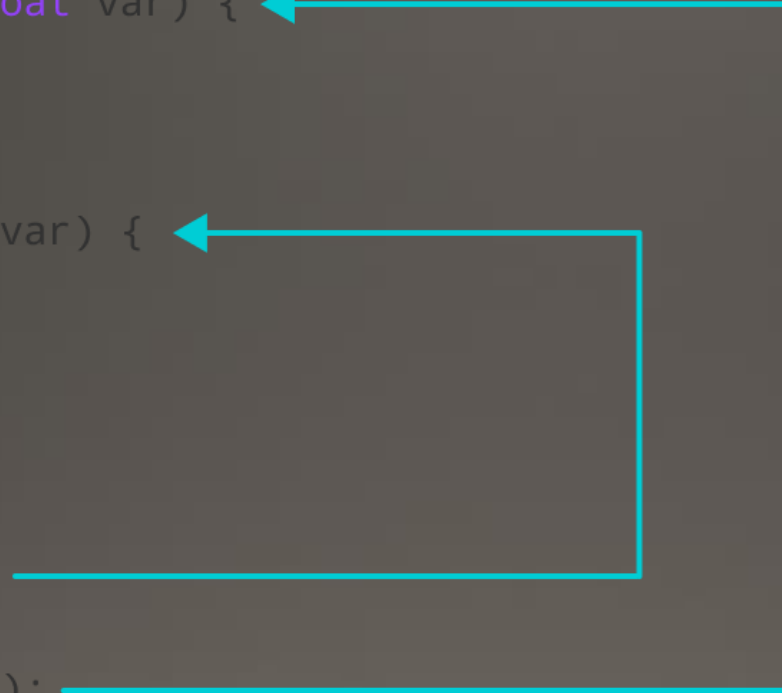 oat var) {
var) {
);